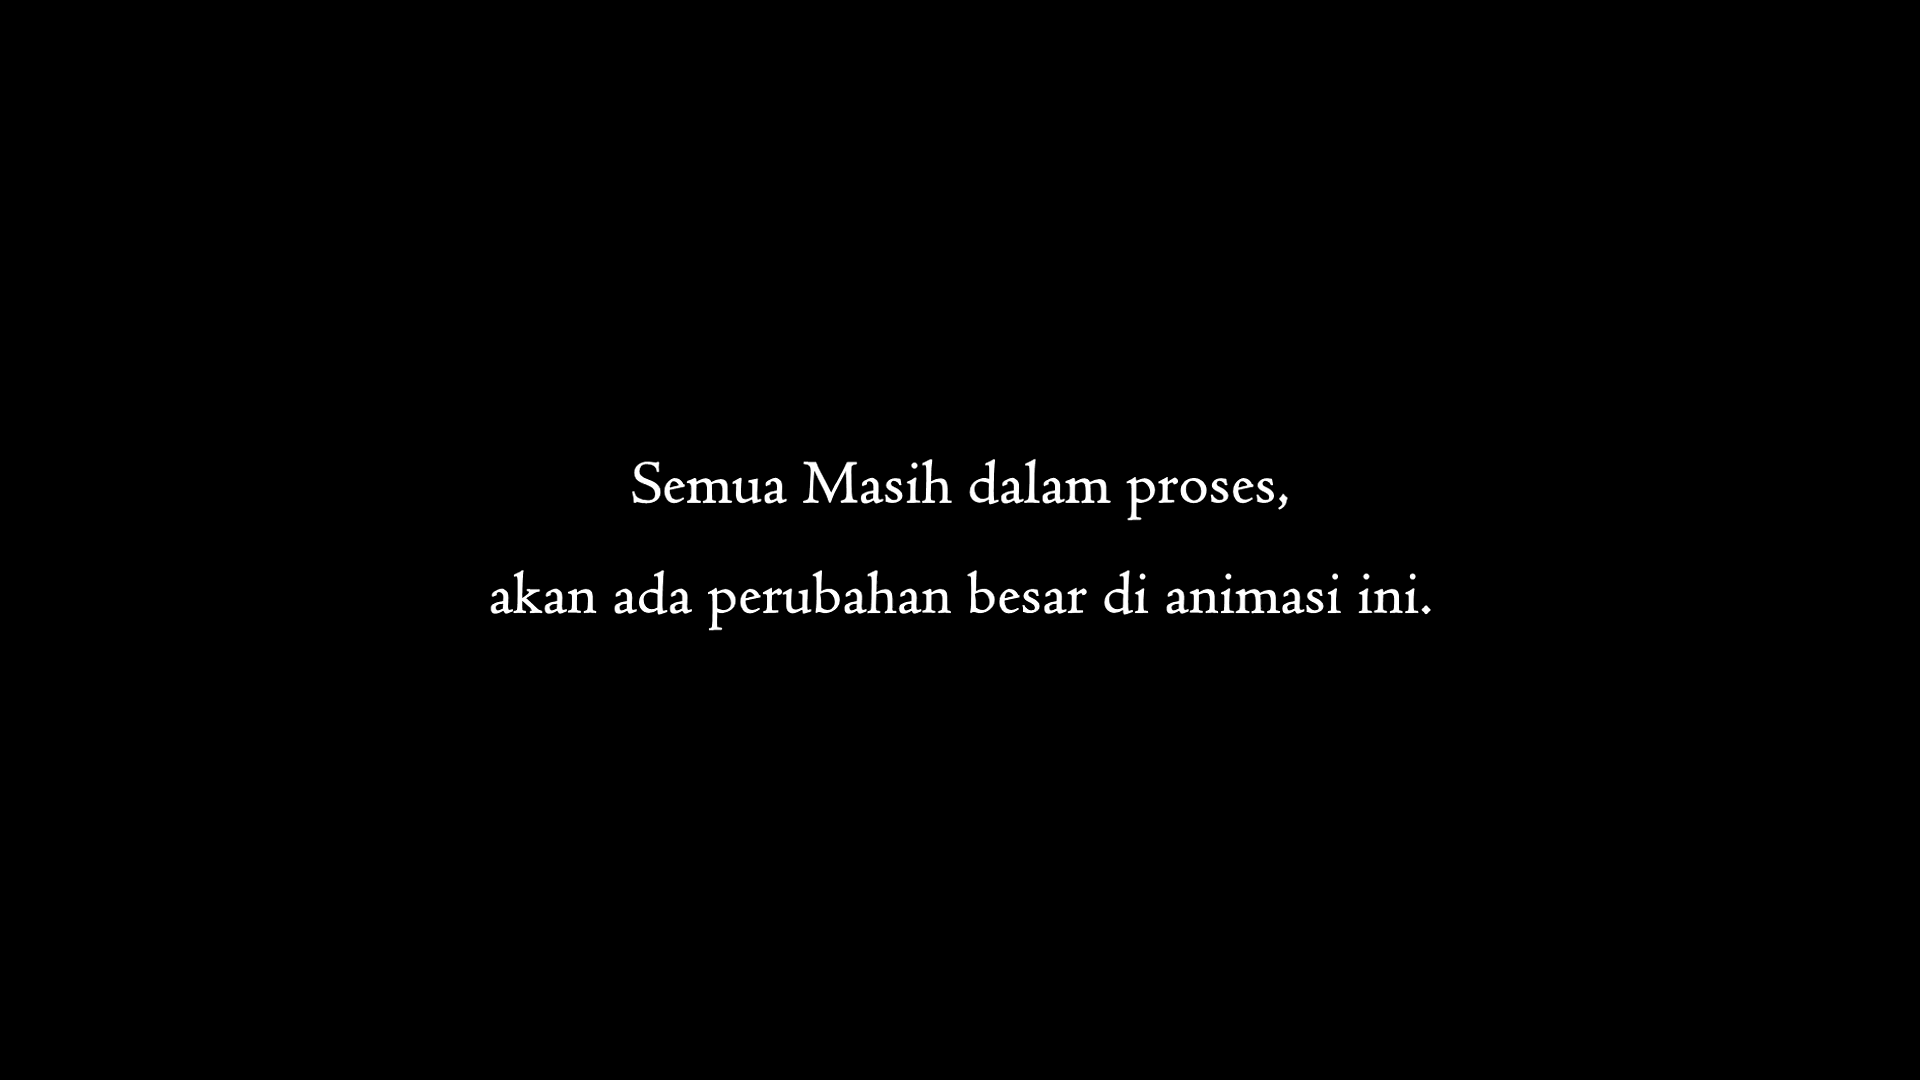 Semua Masih dalam proses,
akan ada perubahan besar di animasi ini.